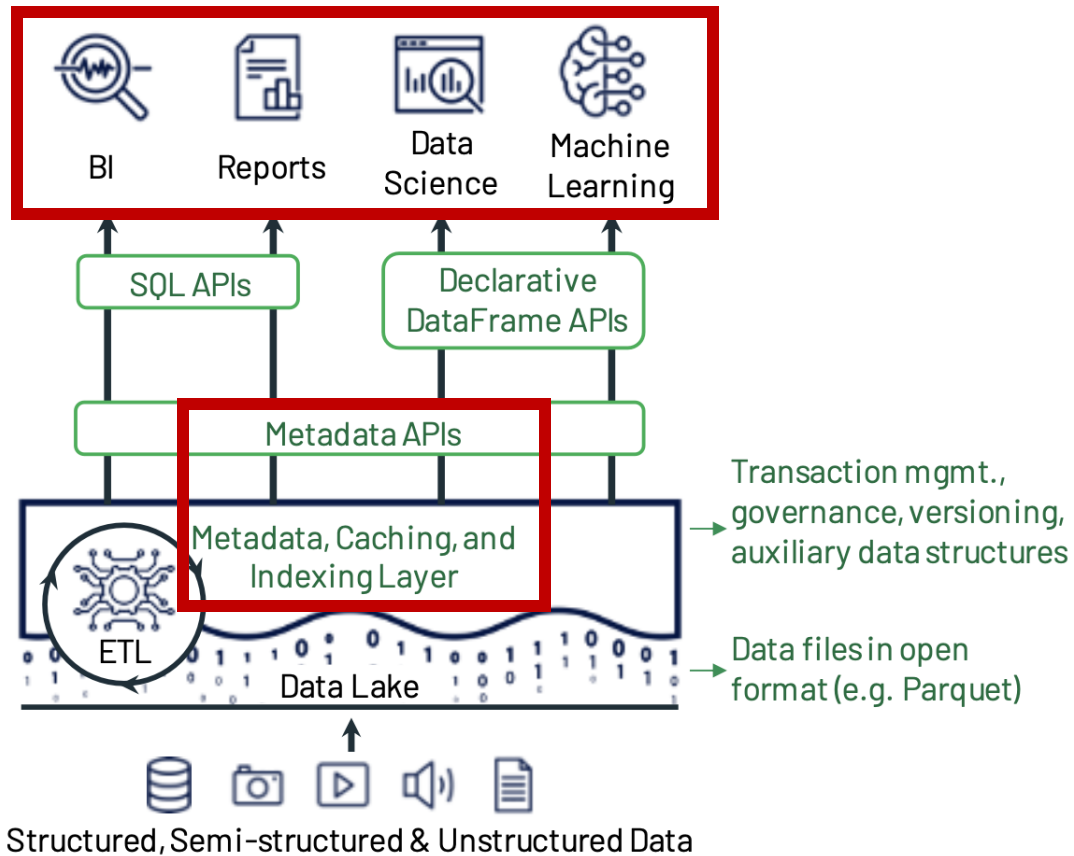 BI
Reports
Data
Science
Machine
Learning
SQL APIs
Declarative
DataFrame APIs
Metadata APIs
Metadata, Caching, and
Indexing Layer
Transaction mgmt.,
governance, versioning,
auxiliary data structures
ETL
Data Lake
Data files in open
format (e.g. Parquet)
Structured, Semi-structured & Unstructured Data